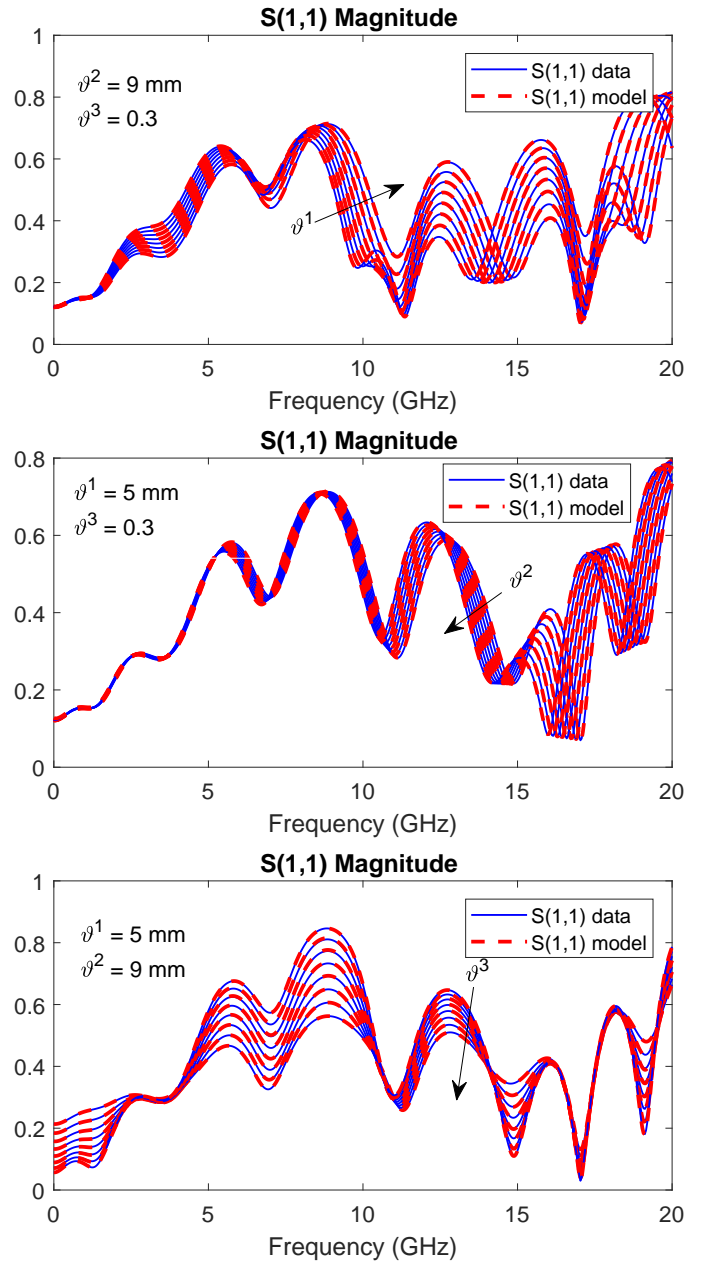 S(1,1) Magnitude
1
0.8
0.6
0.4
0.2
0
ϑ² = 9 mm
ϑ³ = 0.3
S(1,1) data
S(1,1) model
ϑ¹
0 5 10 15 20
Frequency (GHz)
S(1,1) Magnitude
0.8
0.6
0.4
0.2
0
ϑ¹ = 5 mm
ϑ³ = 0.3
S(1,1) data
S(1,1) model
ϑ²
0 5 10 15 20
Frequency (GHz)
S(1,1) Magnitude
1
0.8
0.6
0.4
0.2
0
ϑ¹ = 5 mm
ϑ² = 9 mm
S(1,1) data
S(1,1) model
ϑ³
0 5 10 15 20
Frequency (GHz)